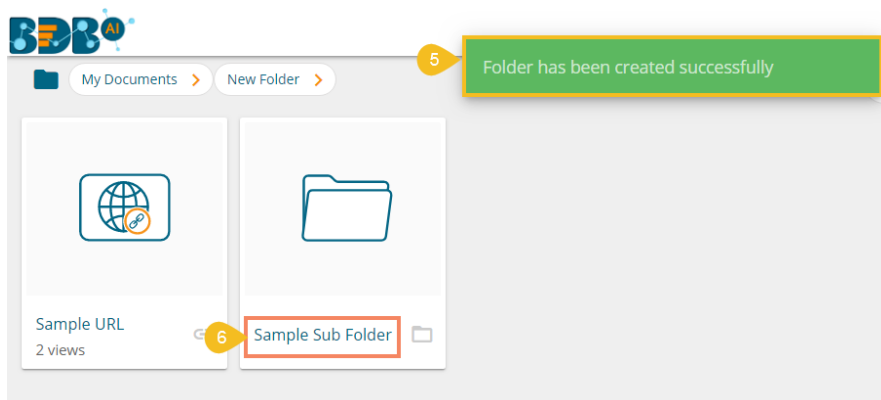 BDB AI
5
Folder has been created successfully
My Documents > New Folder >
Sample URL
2 views
6
Sample Sub Folder